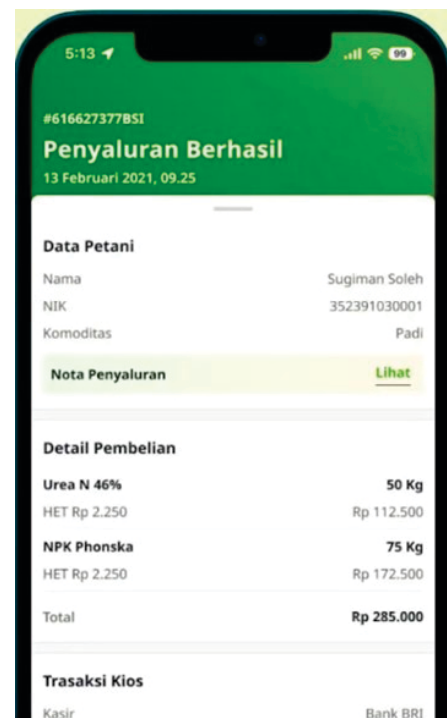 5:13 99
#616627377BSI
Penyaluran Berhasil
13 Februari 2021, 09.25
Data Petani
Nama Sugiman Soleh
NIK 352391030001
Komoditas Padi
Nota Penyaluran Lihat
Detail Pembelian
Urea N 46% 50 Kg
HET Rp 2.250 Rp 112.500
NPK Phonska 75 Kg
HET Rp 2.250 Rp 172.500
Total Rp 285.000
Trasaksi Kios
Kasir Bank BRI